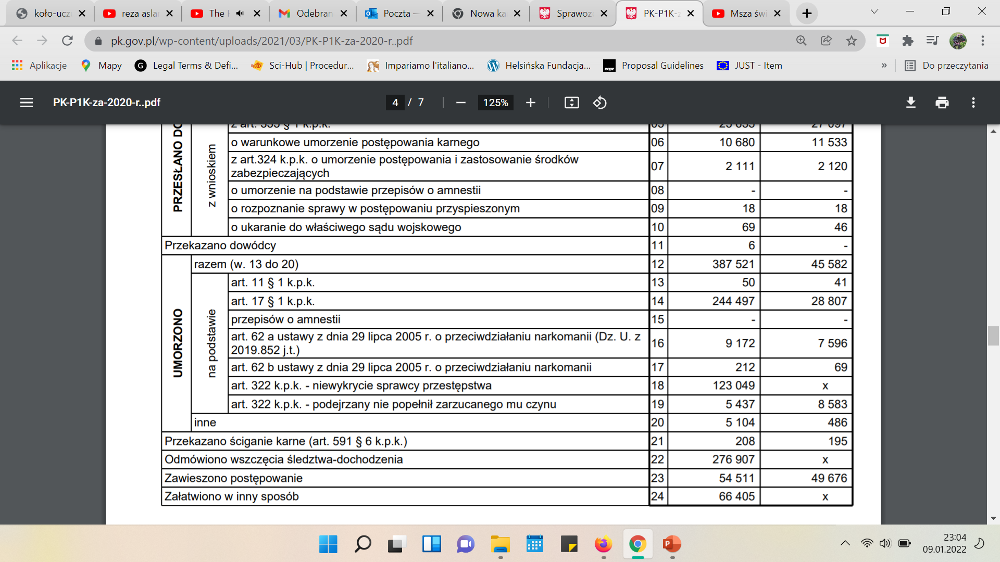 koło-ucz
reza asla
The H
Odebran
Poczta —
Nowa ka
Sprawoz
PK-P1K-z
Msza świ
pk.gov.pl/wp-content/uploads/2021/03/PK-P1K-za-2020-r..pdf
Aplikacje
Mapy
Legal Terms & Defi...
Sci-Hub | Procedur...
Impariamo l'italiano...
Helsińska Fundacja...
ecpr
Proposal Guidelines
JUST - Item
»
Do przeczytania
PK-P1K-za-2020-r..pdf
4 / 7
125%
PRZESŁANO DO
z wnioskiem
z art. 335 § 1 k.p.k. 05
o warunkowe umorzenie postępowania karnego 06 10 680 11 533
z art.324 k.p.k. o umorzenie postępowania i zastosowanie środków
zabezpieczających 07 2 111 2 120
o umorzenie na podstawie przepisów o amnestii 08 - -
o rozpoznanie sprawy w postępowaniu przyspieszonym 09 18 18
o ukaranie do właściwego sądu wojskowego 10 69 46
Przekazano dowódcy 11 6 -
UMORZONO
razem (w. 13 do 20) 12 387 521 45 582
na podstawie
art. 11 § 1 k.p.k. 13 50 41
art. 17 § 1 k.p.k. 14 244 497 28 807
przepisów o amnestii 15 - -
art. 62 a ustawy z dnia 29 lipca 2005 r. o przeciwdziałaniu narkomanii (Dz. U. z
2019.852 j.t.) 16 9 172 7 596
art. 62 b ustawy z dnia 29 lipca 2005 r. o przeciwdziałaniu narkomanii 17 212 69
art. 322 k.p.k. - niewykrycie sprawcy przestępstwa 18 123 049 x
art. 322 k.p.k. - podejrzany nie popełnił zarzucanego mu czynu 19 5 437 8 583
inne 20 5 104 486
Przekazano ściganie karne (art. 591 § 6 k.p.k.) 21 208 195
Odmówiono wszczęcia śledztwa-dochodzenia 22 276 907 x
Zawieszono postępowanie 23 54 511 49 676
Załatwiono w inny sposób 24 66 405 x
23:04
09.01.2022